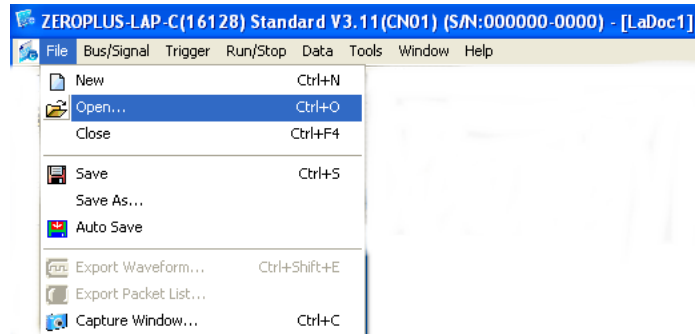 ZEROPLUS-LAP-C(16128) Standard V3.11(CN01) (S/N:000000-0000) - [LaDoc1]
File Bus/Signal Trigger Run/Stop Data Tools Window Help
New Ctrl+N
Open... Ctrl+O
Close Ctrl+F4
Save Ctrl+S
Save As...
Auto Save
Export Waveform... Ctrl+Shift+E
Export Packet List...
Capture Window... Ctrl+C